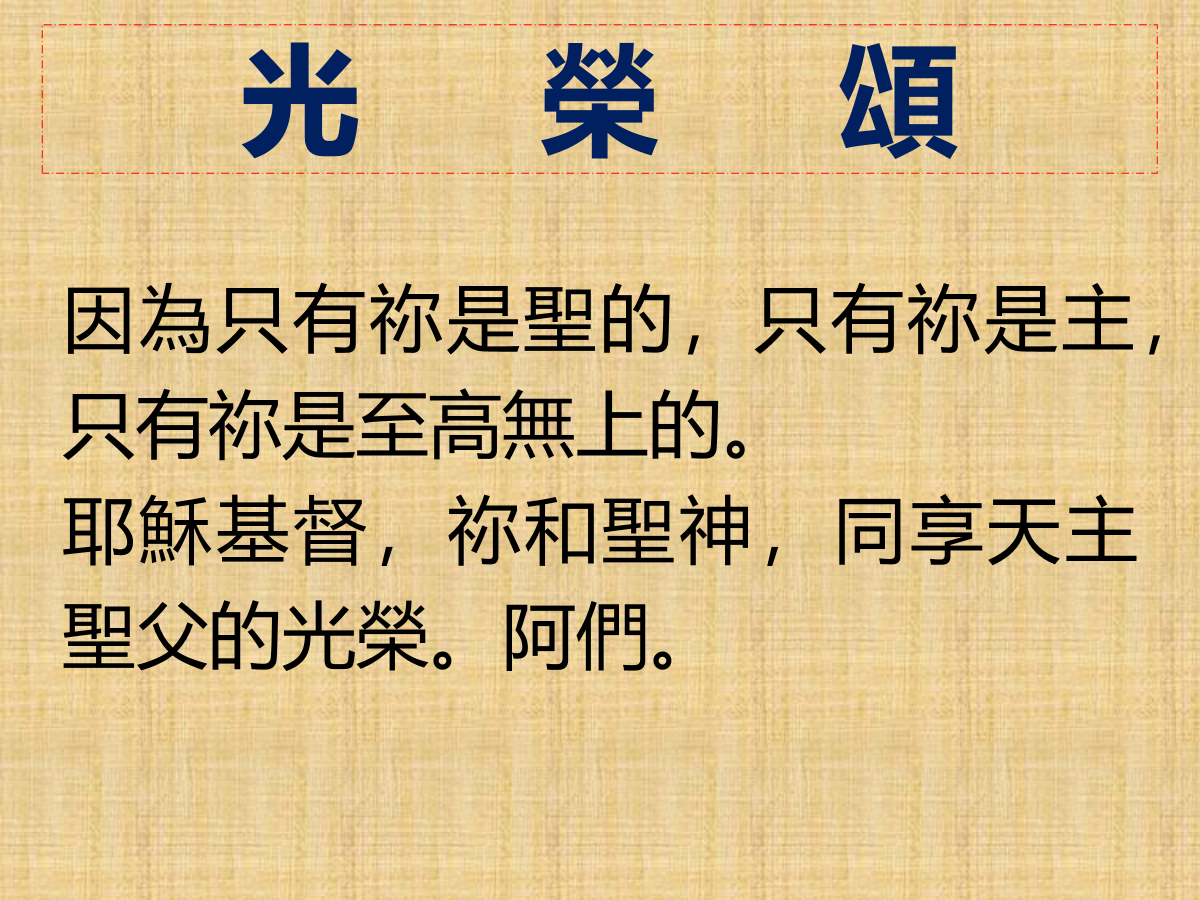 光 榮 頌
因為只有祢是聖的，只有祢是主，
只有祢是至高無上的。
耶穌基督，祢和聖神，同享天主
聖父的光榮。阿們。